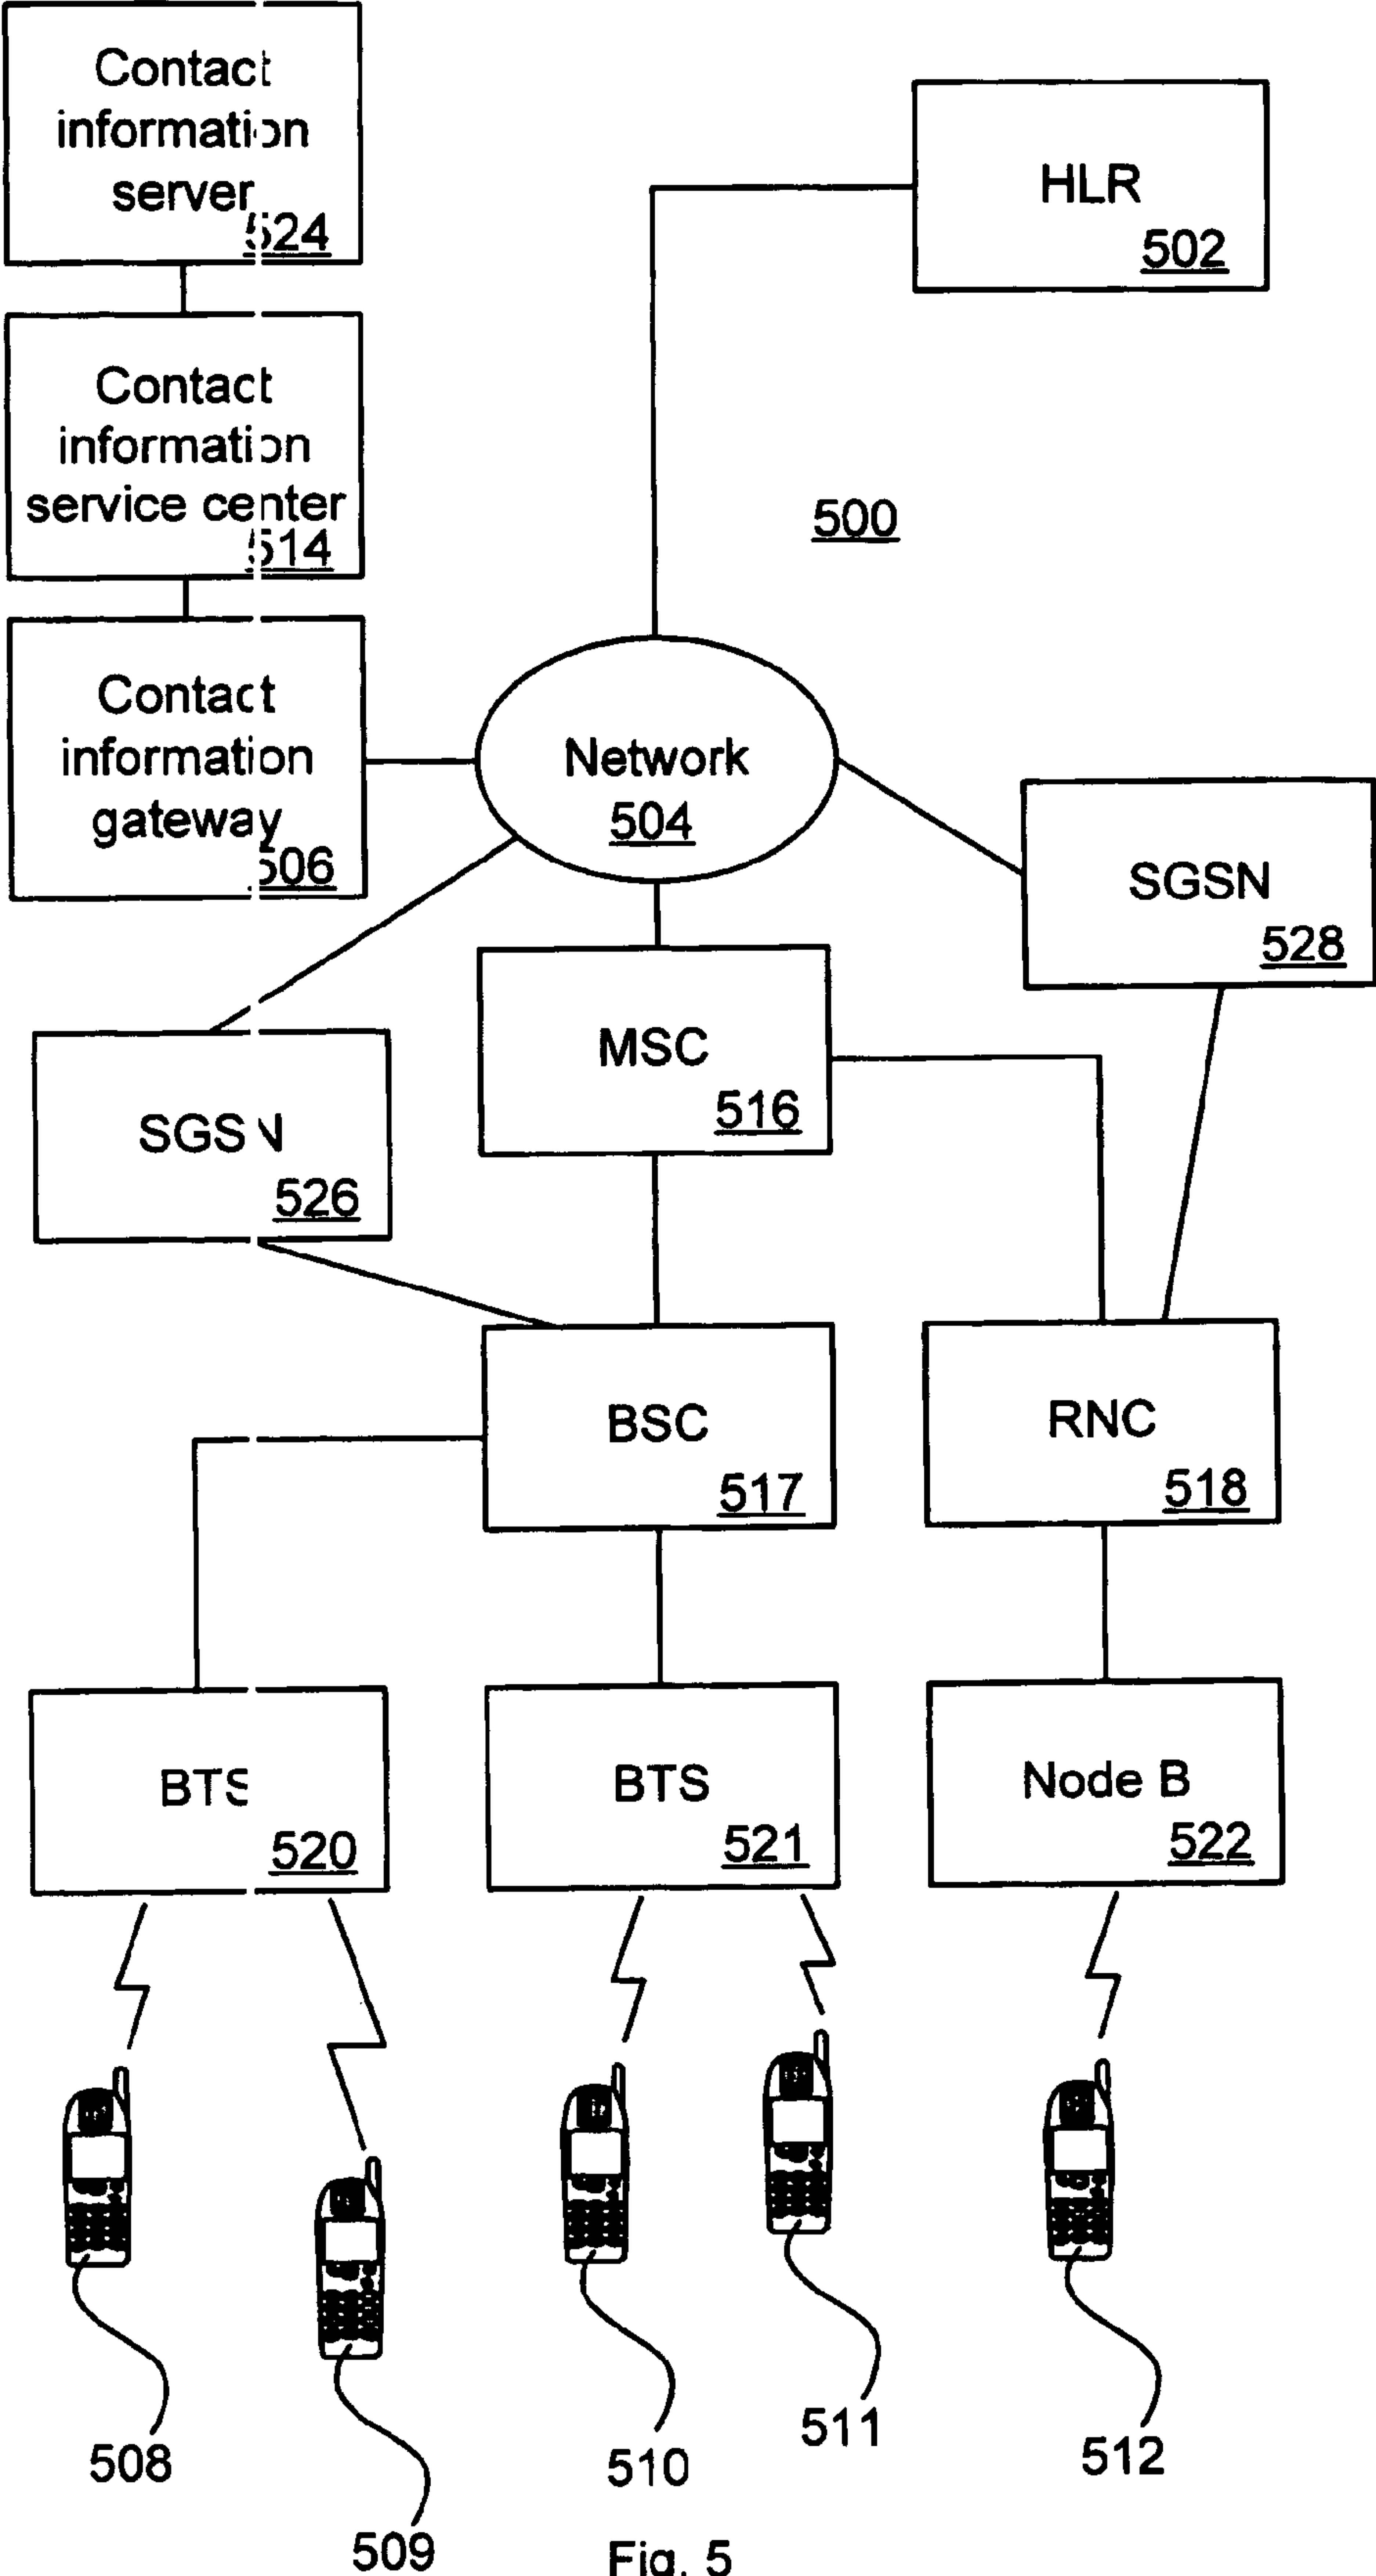 Contact
information
server
524
HLR
502
Contact
information
service center
514
500
Contact
information
gateway
506
Network
504
SGSN
528
MSC
516
SGSN
526
BSC
517
RNC
518
BTS
520
BTS
521
Node B
522
508
509
510
511
512
Fig. 5